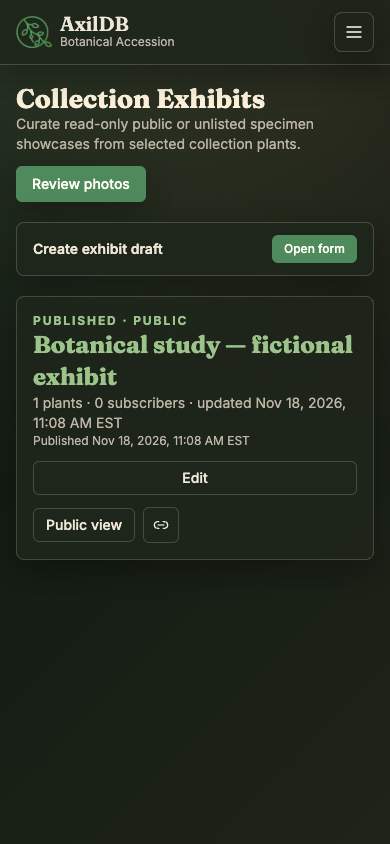 AxilDB
Botanical Accession
Collection Exhibits
Curate read-only public or unlisted specimen
showcases from selected collection plants.
Review photos
Create exhibit draft
Open form
PUBLISHED · PUBLIC
Botanical study — fictional
exhibit
1 plants · 0 subscribers · updated Nov 18, 2026,
11:08 AM EST
Published Nov 18, 2026, 11:08 AM EST
Edit
Public view